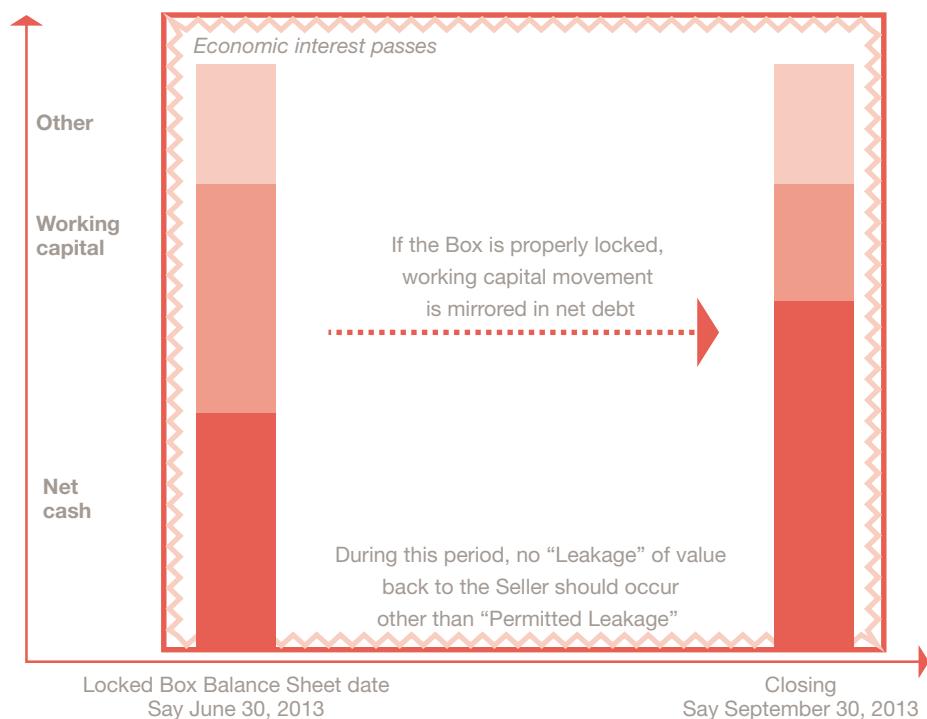 Economic interest passes
Other
Working
capital
If the Box is properly locked,
working capital movement
is mirrored in net debt
Net
cash
During this period, no “Leakage” of value
back to the Seller should occur
other than “Permitted Leakage”
Locked Box Balance Sheet date
Say June 30, 2013
Closing
Say September 30, 2013